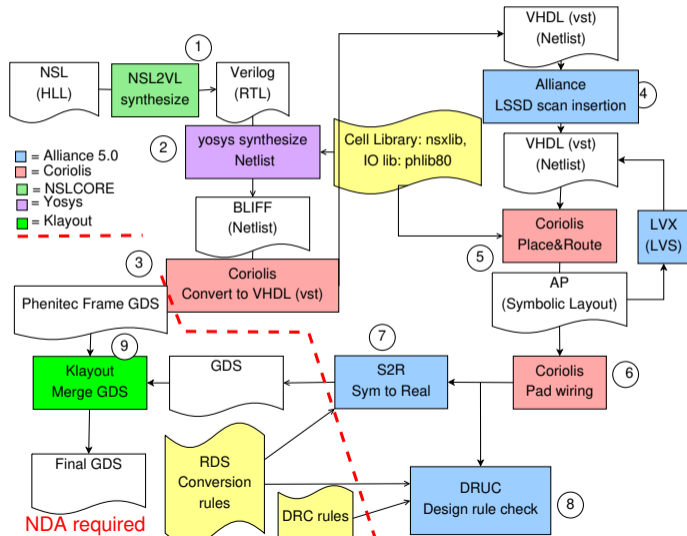 1
VHDL (vst)
(Netlist)
NSL
(HLL)
NSL2VL
synthesize
Verilog
(RTL)
Alliance
LSSD scan insertion
4
2
yosys synthesize
Netlist
Cell Library: nsxlib,
IO lib: phlib80
VHDL (vst)
(Netlist)
= Alliance 5.0
= Coriolis
= NSLCORE
= Yosys
= Klayout
BLIFF
(Netlist)
Coriolis
Place&Route
5
LVX
(LVS)
3
Coriolis
Convert to VHDL (vst)
AP
(Symbolic Layout)
Phenitec Frame GDS
9
7
Klayout
Merge GDS
GDS
S2R
Sym to Real
Coriolis
Pad wiring
6
Final GDS
RDS
Conversion
rules
DRUC
Design rule check
8
DRC rules
NDA required